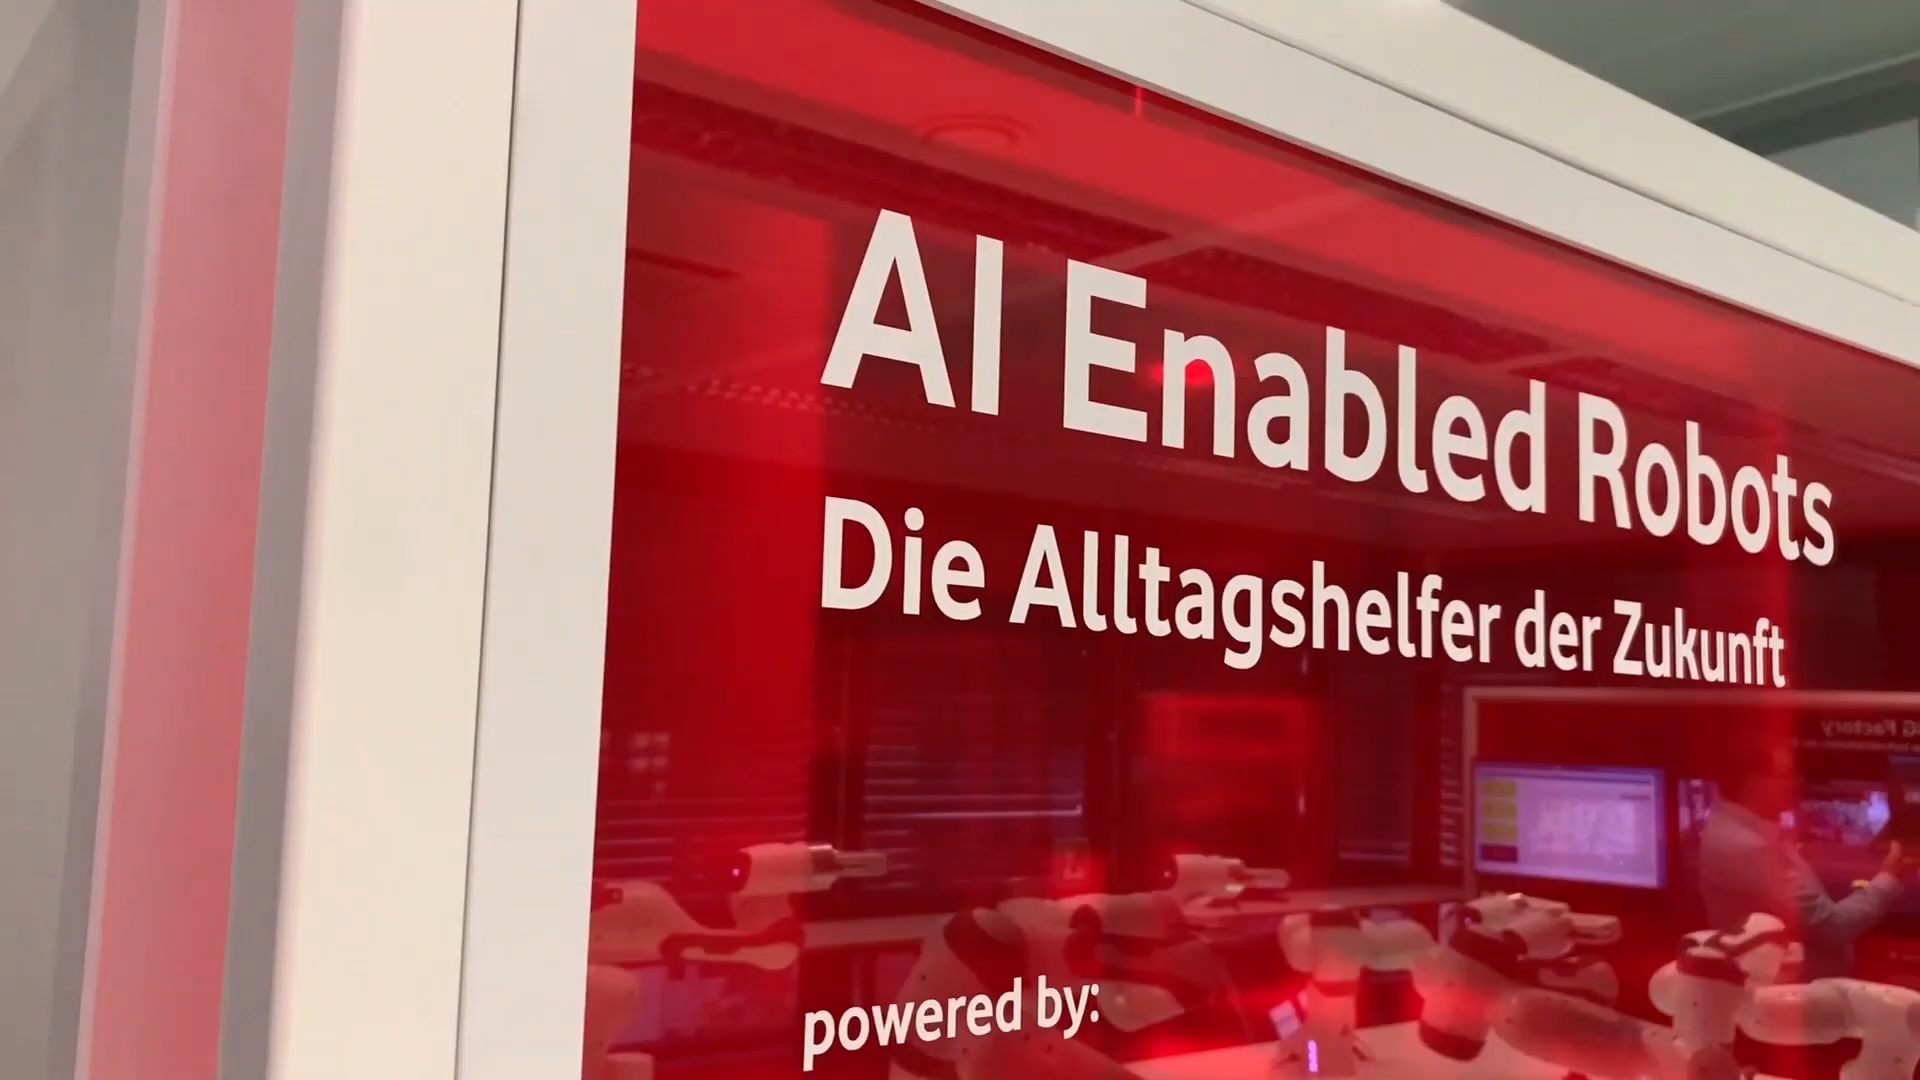 AI Enabled Robots
Die Alltagshelfer der Zukunft
powered by: